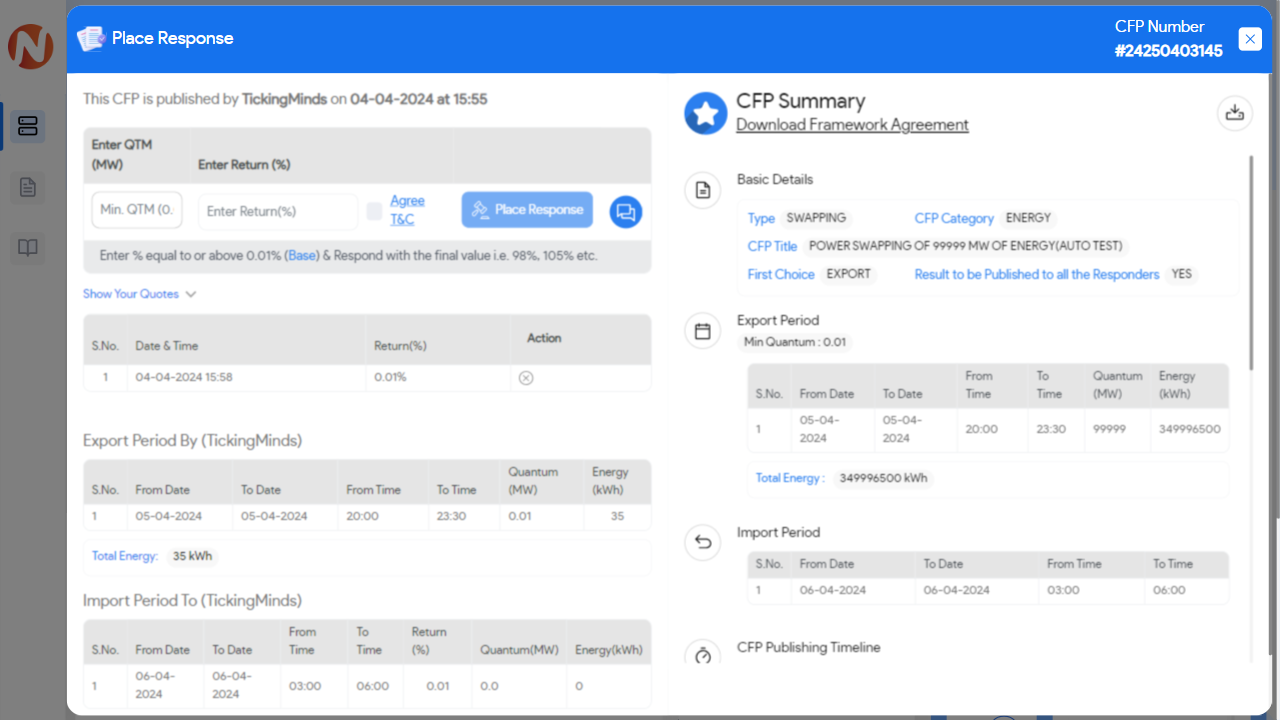 Place Response
CFP Number
#24250403145
This CFP is published by TickingMinds on 04-04-2024 at 15:55
Enter QTM
(MW)
Enter Return (%)
Min. QTM (0.
Enter Return(%)
Agree
T&C
Place Response
Enter % equal to or above 0.01% (Base) & Respond with the final value i.e. 98%, 105% etc.
Show Your Quotes
S.No. Date & Time Return(%) Action
1 04-04-2024 15:58 0.01%
Export Period By (TickingMinds)
S.No. From Date To Date From Time To Time Quantum (MW) Energy (kWh)
1 05-04-2024 05-04-2024 20:00 23:30 0.01 35
Total Energy: 35 kWh
Import Period To (TickingMinds)
S.No. From Date To Date From Time To Time Return (%) Quantum(MW) Energy(kWh)
1 06-04-2024 06-04-2024 03:00 06:00 0.01 0.0 0
CFP Summary
Download Framework Agreement
Basic Details
Type SWAPPING CFP Category ENERGY
CFP Title POWER SWAPPING OF 99999 MW OF ENERGY(AUTO TEST)
First Choice EXPORT Result to be Published to all the Responders YES
Export Period
Min Quantum : 0.01
S.No. From Date To Date From Time To Time Quantum (MW) Energy (kWh)
1 05-04-2024 05-04-2024 20:00 23:30 99999 349996500
Total Energy : 349996500 kWh
Import Period
S.No. From Date To Date From Time To Time
1 06-04-2024 06-04-2024 03:00 06:00
CFP Publishing Timeline